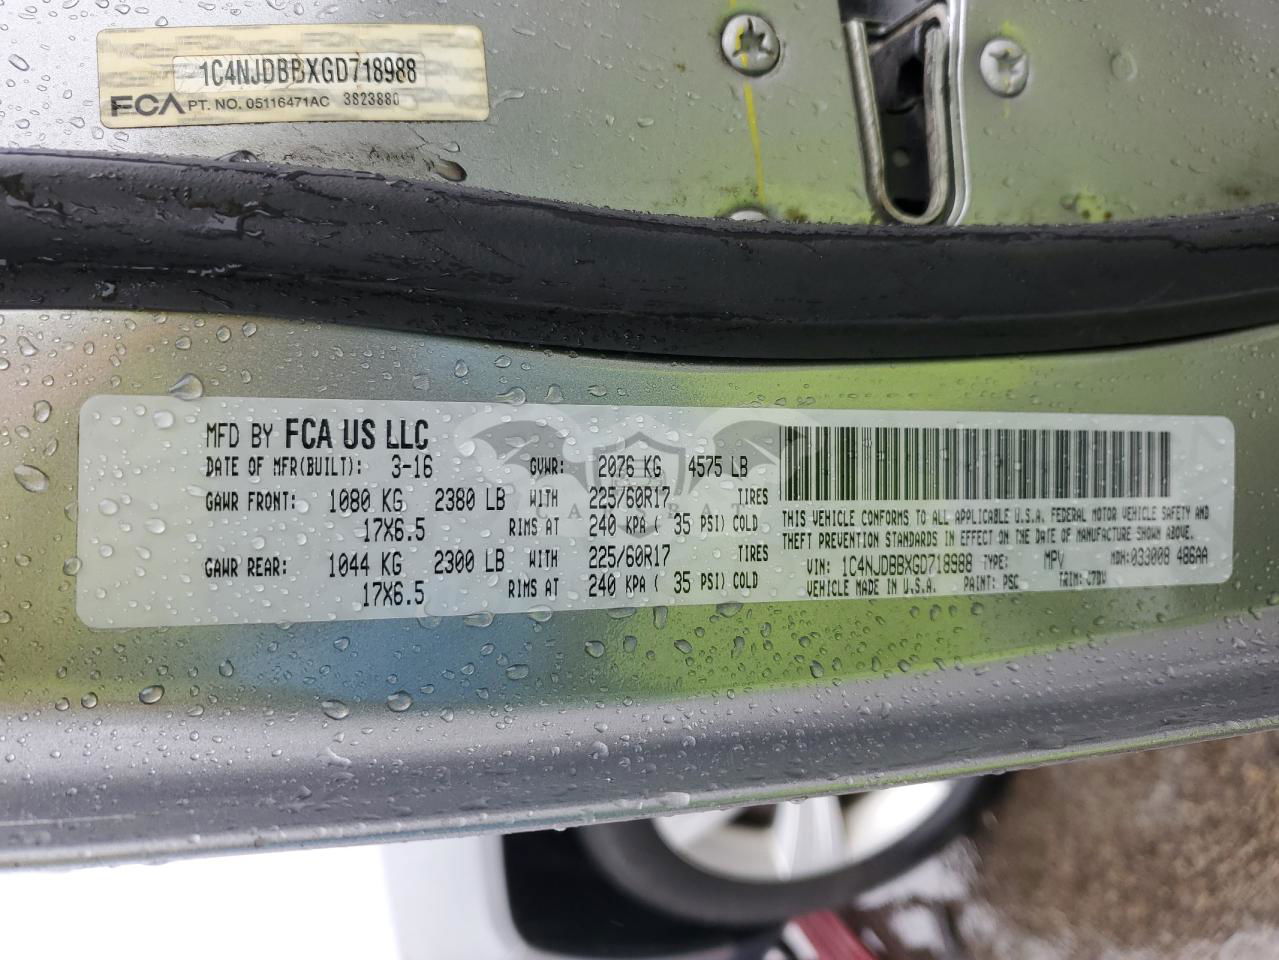 1C4NJDBBXGD718988
FCA PT. NO. 05116471AC 3823880
MFD BY FCA US LLC
DATE OF MFR(BUILT): 3-16 GVWR: 2076 KG 4575 LB
GAWR FRONT: 1080 KG 2380 LB WITH 225/60R17 TIRES
17X6.5 RIMS AT 240 KPA ( 35 PSI) COLD
GAWR REAR: 1044 KG 2300 LB WITH 225/60R17 TIRES
17X6.5 RIMS AT 240 KPA ( 35 PSI) COLD
THIS VEHICLE CONFORMS TO ALL APPLICABLE U.S.A. FEDERAL MOTOR VEHICLE SAFETY AND
THEFT PREVENTION STANDARDS IN EFFECT ON THE DATE OF MANUFACTURE SHOWN ABOVE.
VIN: 1C4NJDBBXGD718988 TYPE: MPV MDH:033008 486AA
VEHICLE MADE IN U.S.A. PAINT: PSC TRIM: